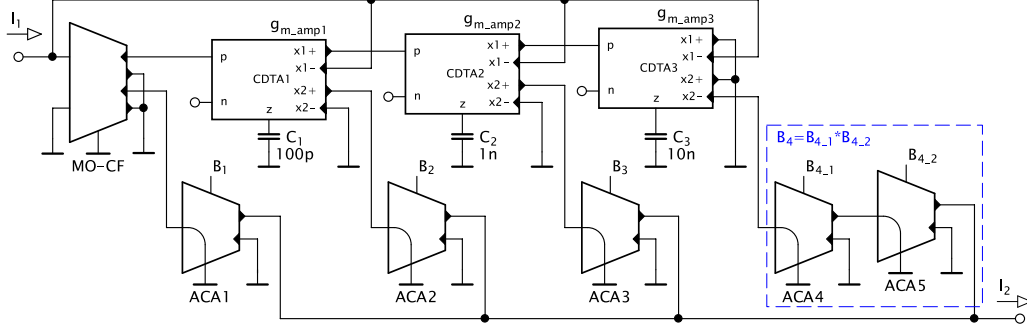 I1
MO-CF
gm_amp1
p
n
x1+
x1-
x2+
x2-
z
CDTA1
C1
100p
gm_amp2
p
n
x1+
x1-
x2+
x2-
z
CDTA2
C2
1n
gm_amp3
p
n
x1+
x1-
x2+
x2-
z
CDTA3
C3
10n
B1
ACA1
B2
ACA2
B3
ACA3
B4=B4_1*B4_2
B4_1
ACA4
B4_2
ACA5
I2